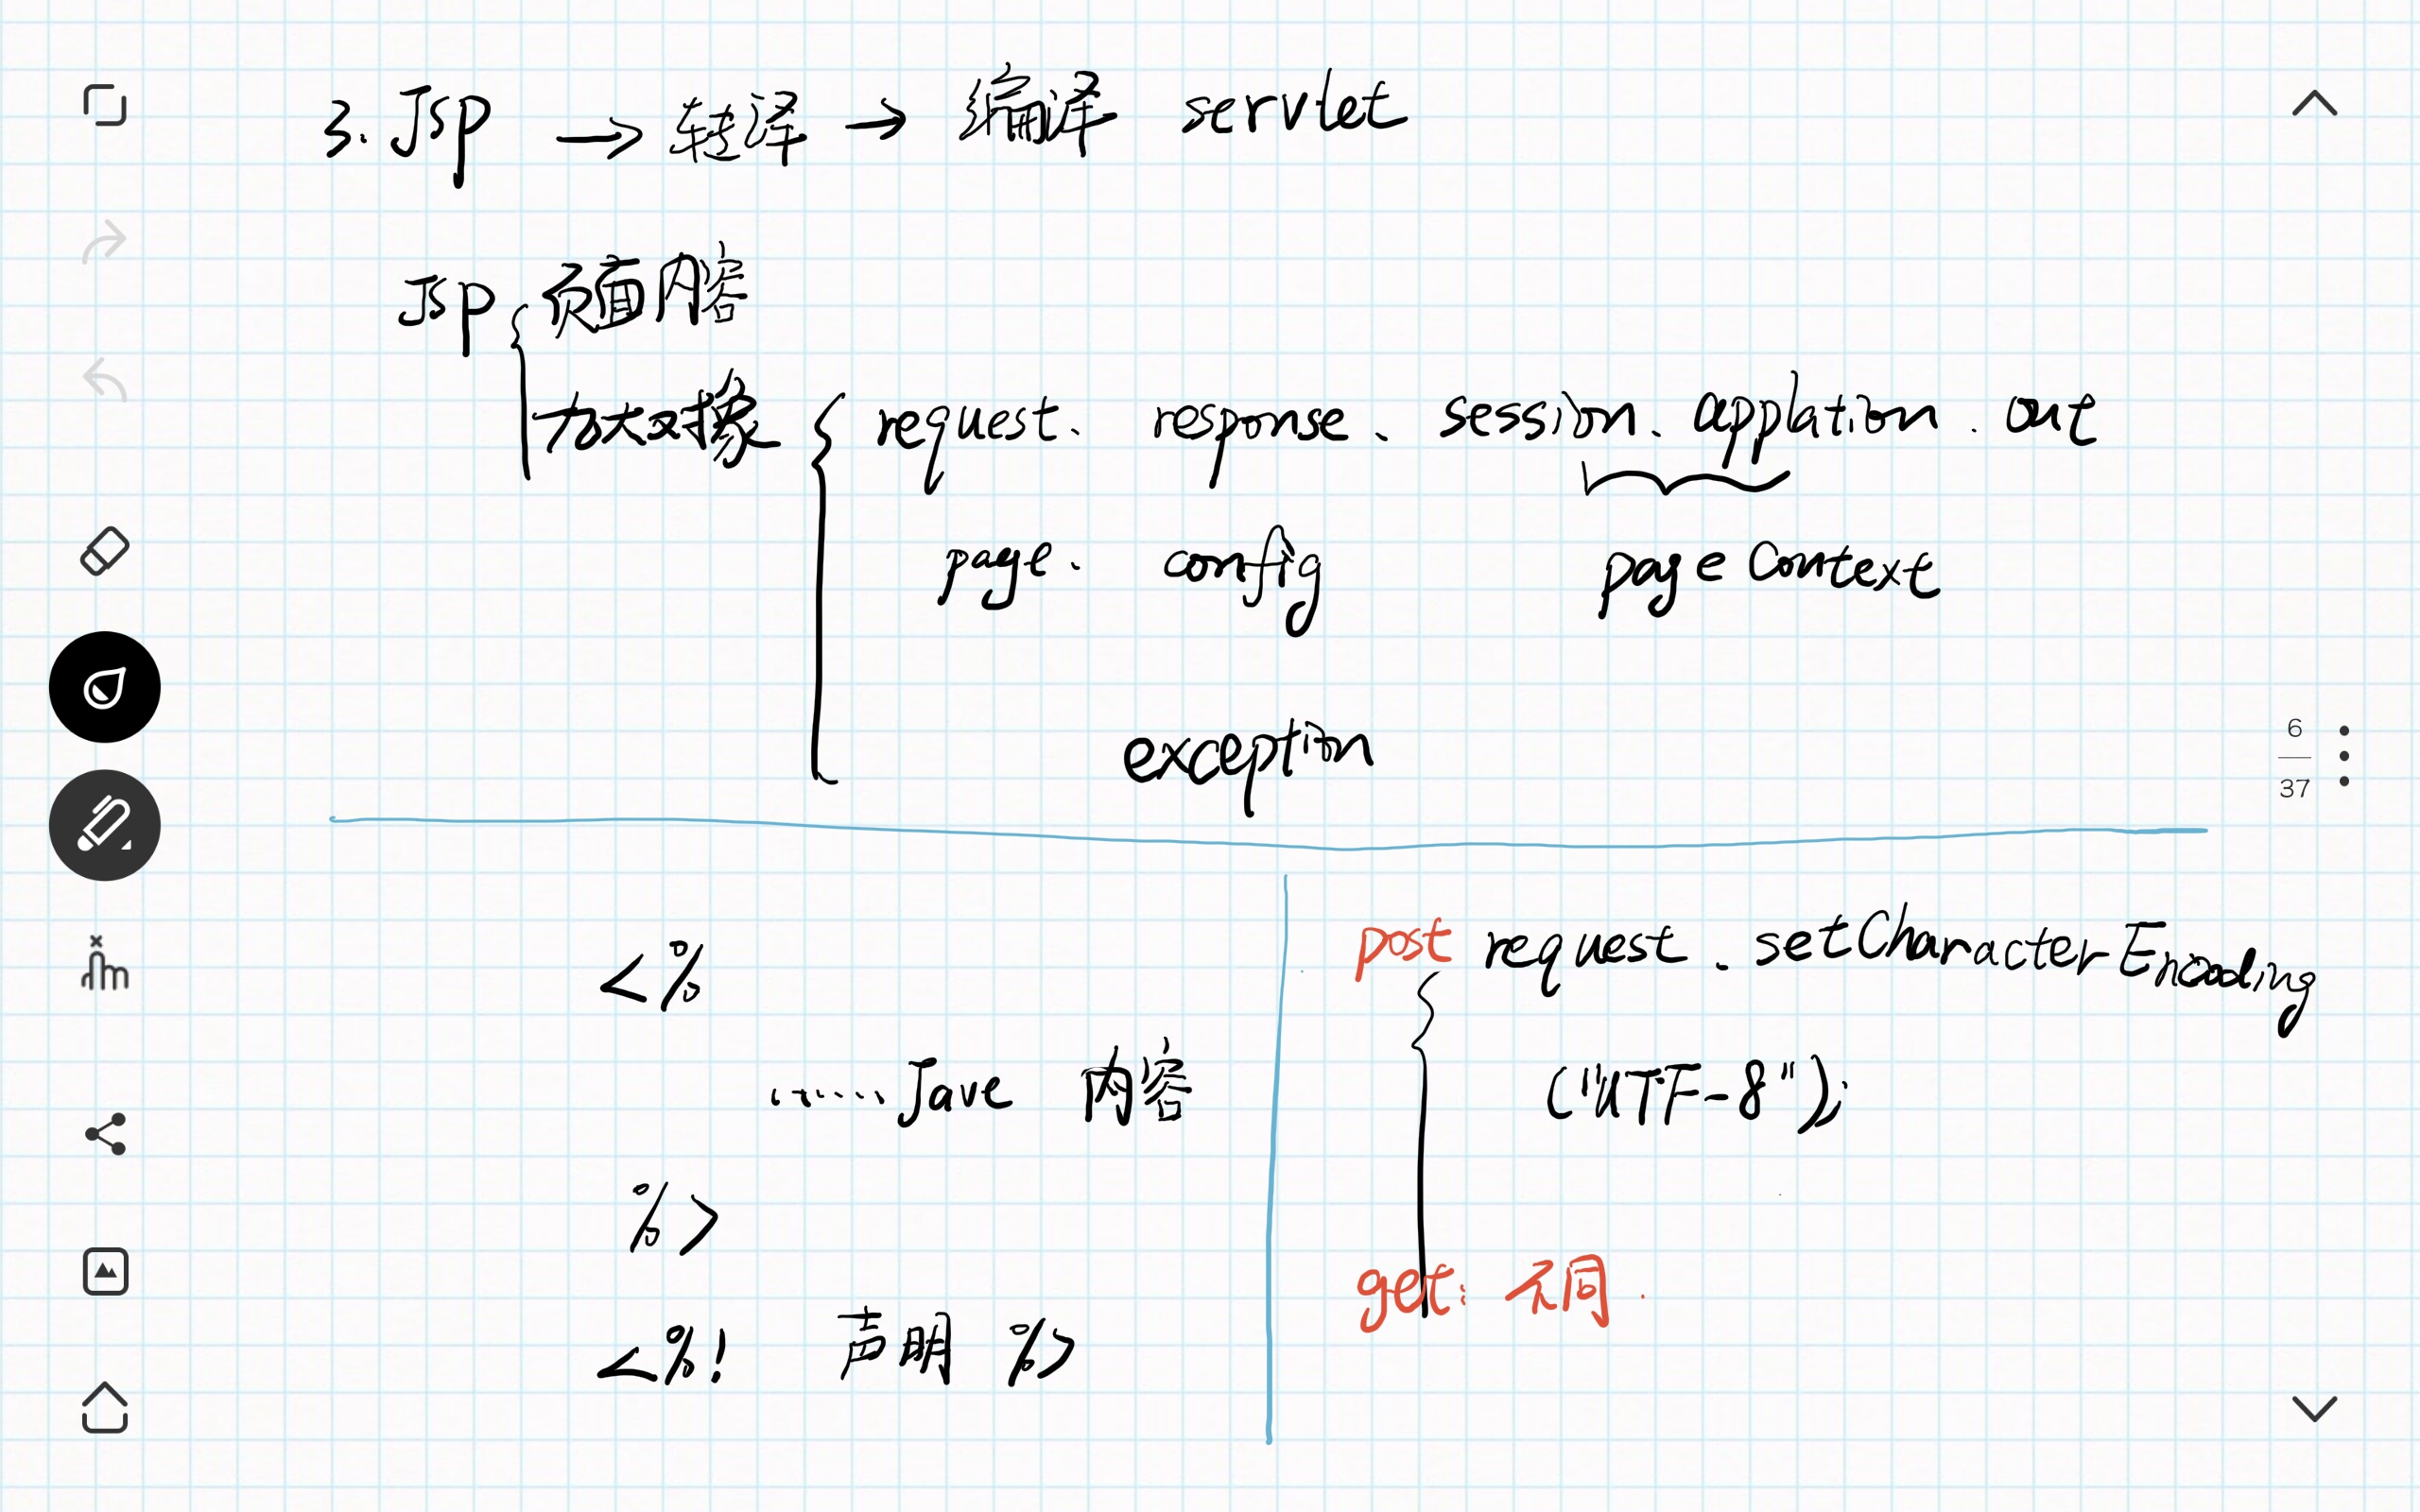 3. JSP → 转译 → 编译 servlet
JSP 页面内容
九大对象 request、 response、 session、 applation、 out
page、 config pageContext
exception
6
37
<%
......Jave 内容
%>
<%! 声明 %>
post request.setCharacterEncoding
("UTF-8");
get: 不同.